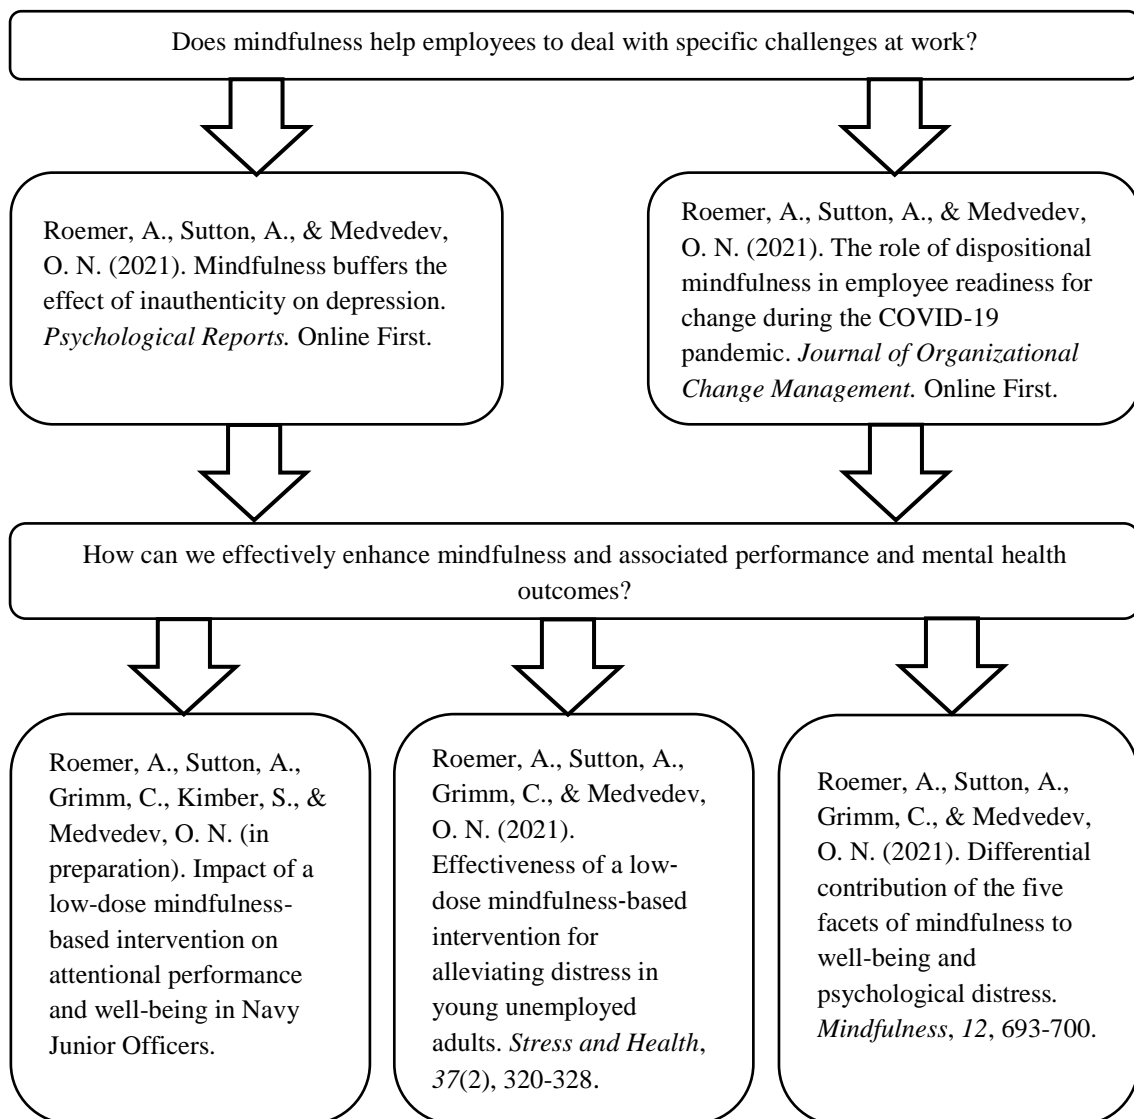 Does mindfulness help employees to deal with specific challenges at work?
Roemer, A., Sutton, A., & Medvedev,
O. N. (2021). Mindfulness buffers the
effect of inauthenticity on depression.
Psychological Reports. Online First.
Roemer, A., Sutton, A., & Medvedev,
O. N. (2021). The role of dispositional
mindfulness in employee readiness for
change during the COVID-19
pandemic. Journal of Organizational
Change Management. Online First.
How can we effectively enhance mindfulness and associated performance and mental health
outcomes?
Roemer, A., Sutton, A.,
Grimm, C., Kimber, S., &
Medvedev, O. N. (in
preparation). Impact of a
low-dose mindfulness-
based intervention on
attentional performance
and well-being in Navy
Junior Officers.
Roemer, A., Sutton, A.,
Grimm, C., & Medvedev,
O. N. (2021).
Effectiveness of a low-
dose mindfulness-based
intervention for
alleviating distress in
young unemployed
adults. Stress and Health,
37(2), 320-328.
Roemer, A., Sutton, A.,
Grimm, C., & Medvedev,
O. N. (2021). Differential
contribution of the five
facets of mindfulness to
well-being and
psychological distress.
Mindfulness, 12, 693-700.